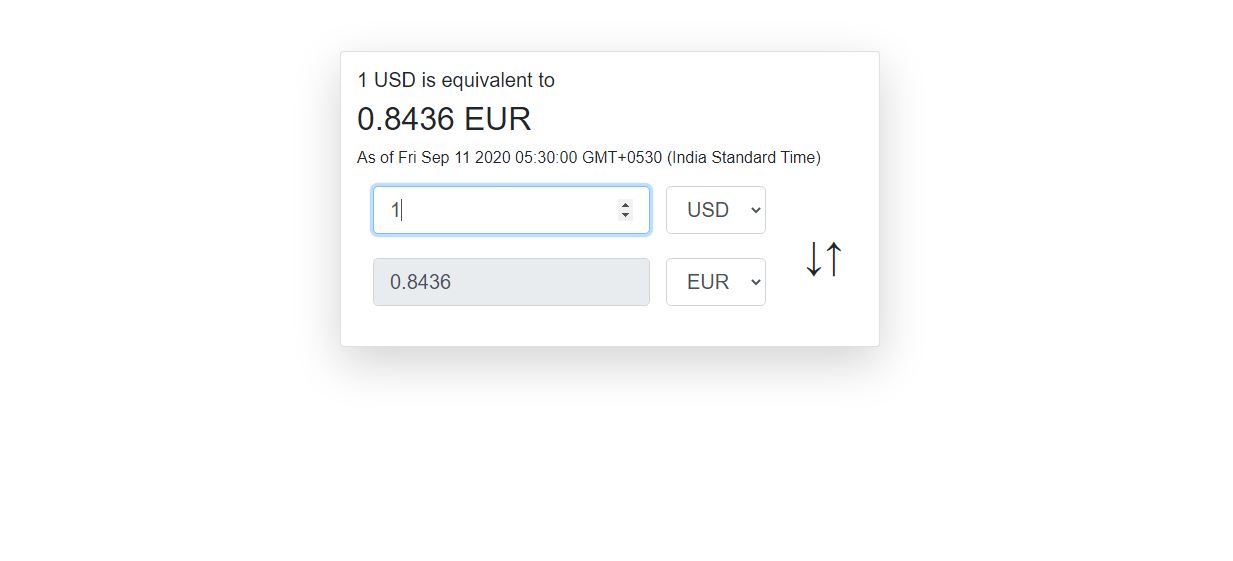 1 USD is equivalent to
0.8436 EUR
As of Fri Sep 11 2020 05:30:00 GMT+0530 (India Standard Time)
1 USD
↓↑
0.8436 EUR